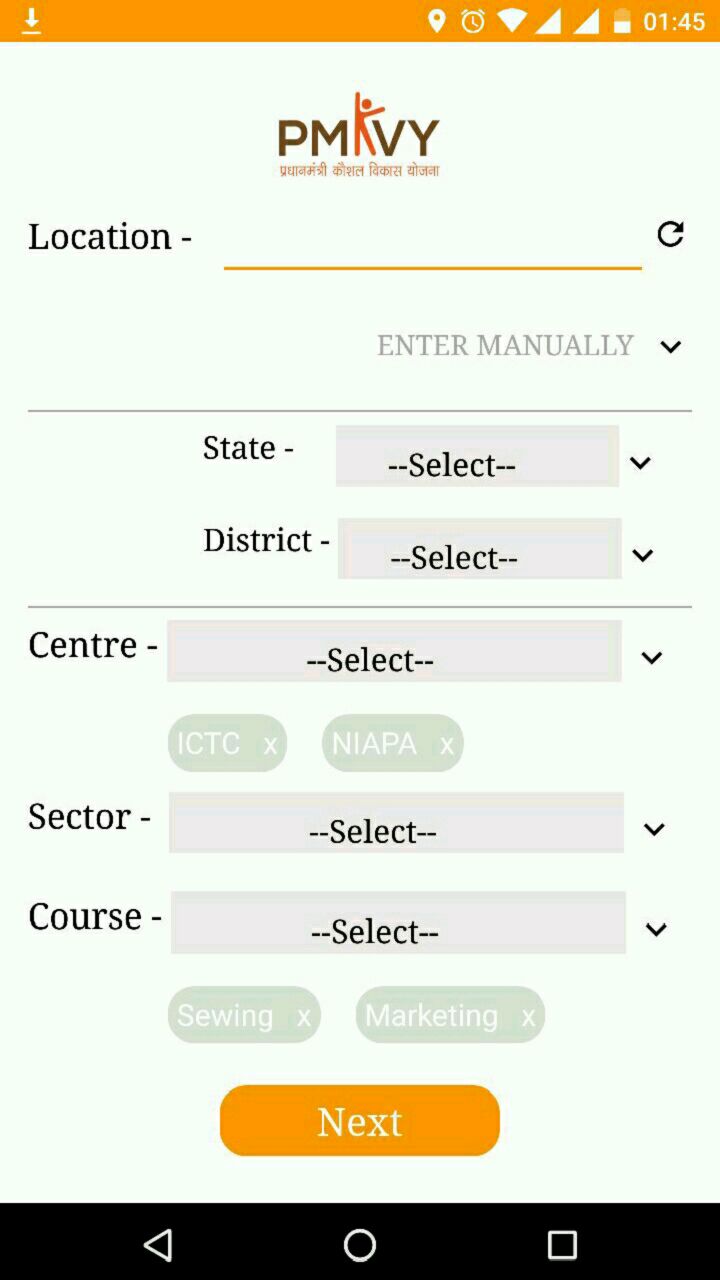 01:45
PMKVY
प्रधानमंत्री कौशल विकास योजना
Location -
ENTER MANUALLY
State - --Select--
District - --Select--
Centre - --Select--
ICTC x NIAPA x
Sector - --Select--
Course - --Select--
Sewing x Marketing x
Next